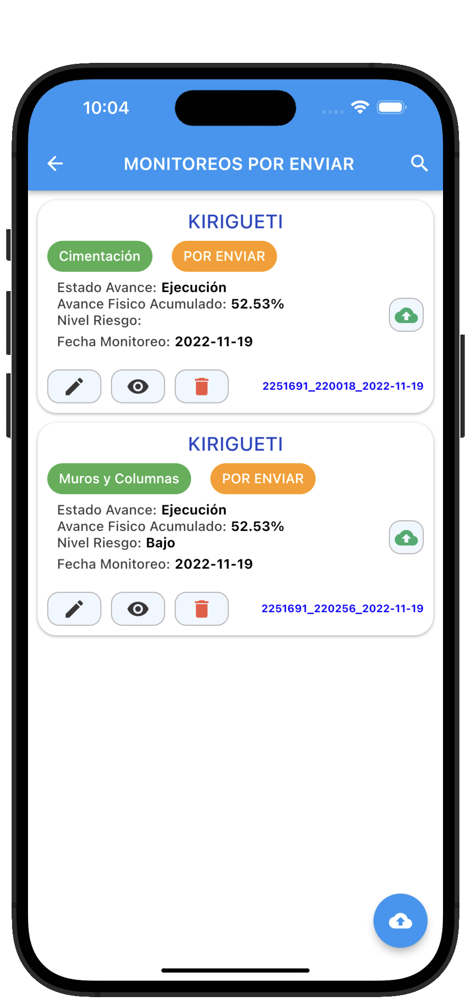 10:04
MONITOREOS POR ENVIAR
KIRIGUETI
Cimentación POR ENVIAR
Estado Avance: Ejecución
Avance Fisico Acumulado: 52.53%
Nivel Riesgo:
Fecha Monitoreo: 2022-11-19
2251691_220018_2022-11-19
KIRIGUETI
Muros y Columnas POR ENVIAR
Estado Avance: Ejecución
Avance Fisico Acumulado: 52.53%
Nivel Riesgo: Bajo
Fecha Monitoreo: 2022-11-19
2251691_220256_2022-11-19